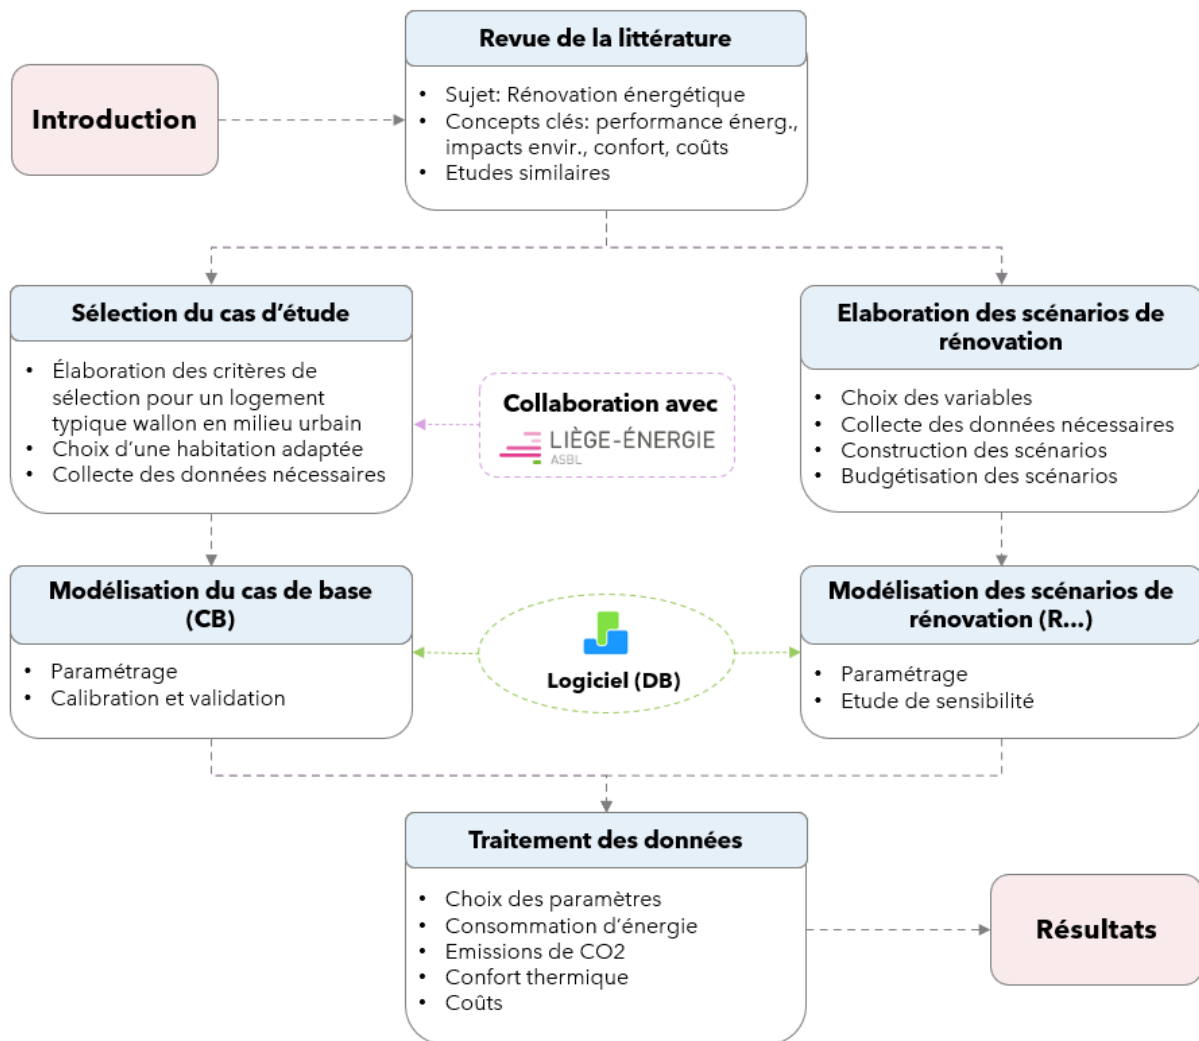 Revue de la littérature
Introduction
• Sujet: Rénovation énergétique
• Concepts clés: performance énerg.,
impacts envir., confort, coûts
• Etudes similaires
Sélection du cas d’étude
• Élaboration des critères de
sélection pour un logement
typique wallon en milieu urbain
• Choix d’une habitation adaptée
• Collecte des données nécessaires
Collaboration avec
LIÈGE-ÉNERGIE
ASBL
Elaboration des scénarios de
rénovation
• Choix des variables
• Collecte des données nécessaires
• Construction des scénarios
• Budgétisation des scénarios
Modélisation du cas de base
(CB)
• Paramétrage
• Calibration et validation
Logiciel (DB)
Modélisation des scénarios de
rénovation (R...)
• Paramétrage
• Etude de sensibilité
Traitement des données
• Choix des paramètres
• Consommation d’énergie
• Emissions de CO2
• Confort thermique
• Coûts
Résultats